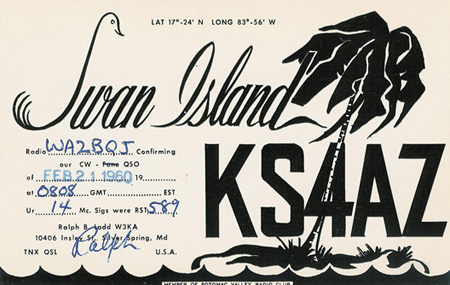 LAT 17°-24' N LONG 83°-56' W
Swan Island
KS4AZ
Radio WA2BQJ Confirming
our CW - Fone QSO
of FEB 21 1960 19
at 0808 GMT EST
Ur 14 Mc. Sigs were RST 589
Ralph B. Ladd W3KA
10406 Insley St. Silver Spring, Md
TNX QSL Ralph U.S.A.
MEMBER OF POTOMAC VALLEY RADIO CLUB